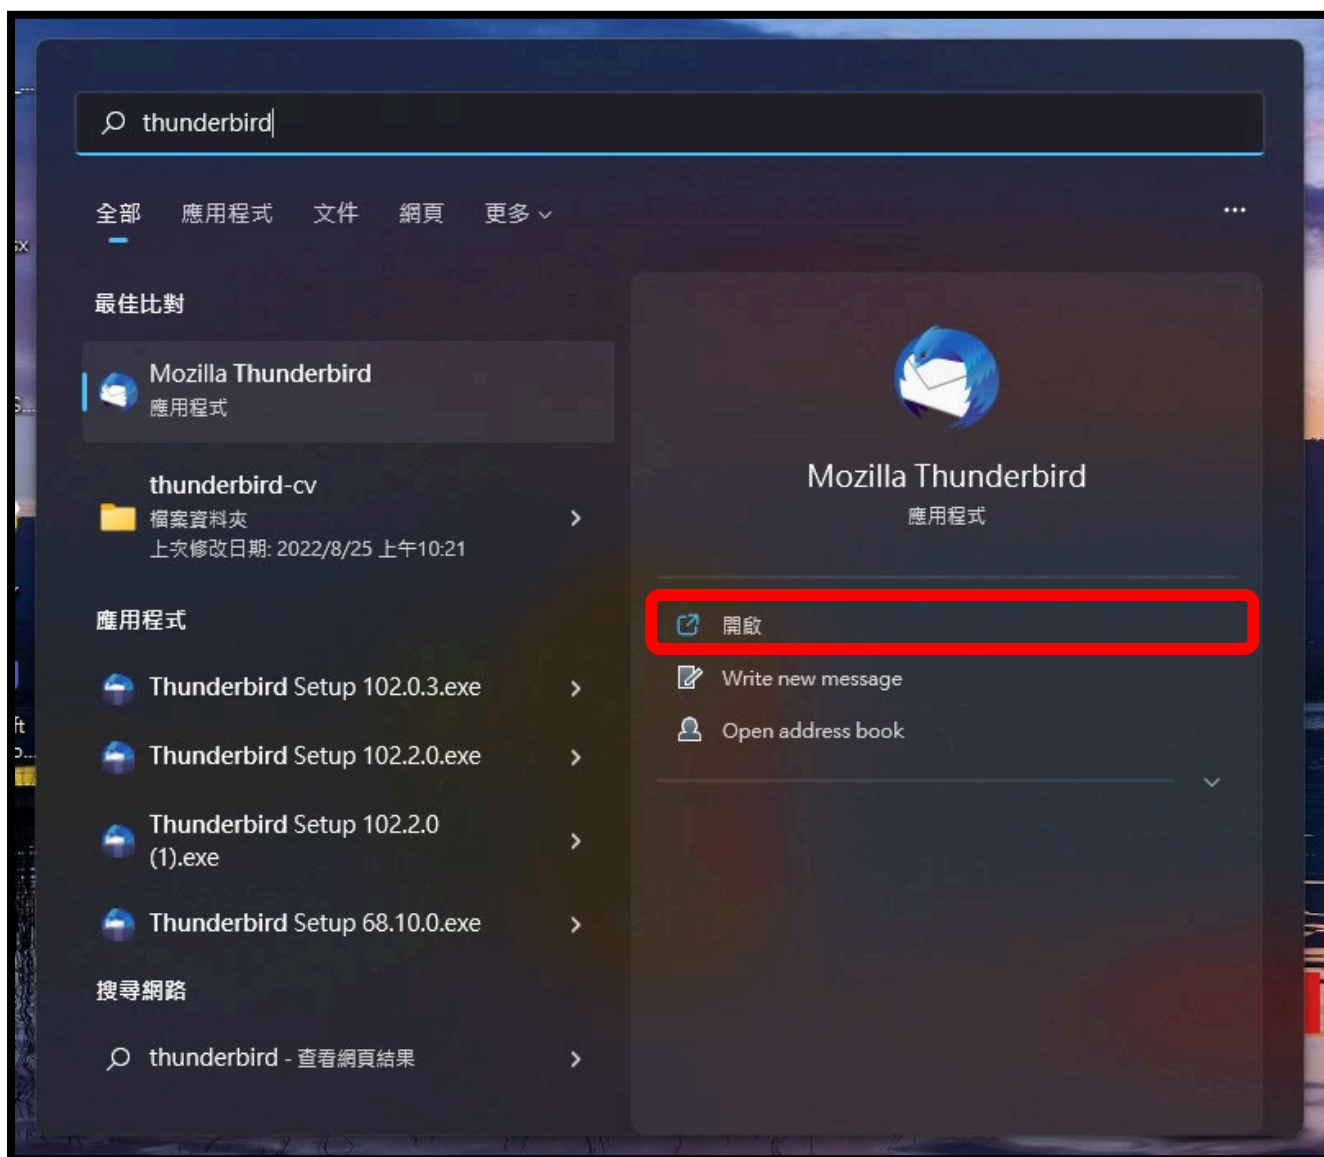 thunderbird
全部 應用程式 文件 網頁 更多
最佳比對
Mozilla Thunderbird
應用程式
thunderbird-cv
檔案資料夾
上次修改日期: 2022/8/25 上午10:21
應用程式
Thunderbird Setup 102.0.3.exe
Thunderbird Setup 102.2.0.exe
Thunderbird Setup 102.2.0
(1).exe
Thunderbird Setup 68.10.0.exe
搜尋網路
thunderbird - 查看網頁結果
Mozilla Thunderbird
應用程式
開啟
Write new message
Open address book
sx
S...
ft